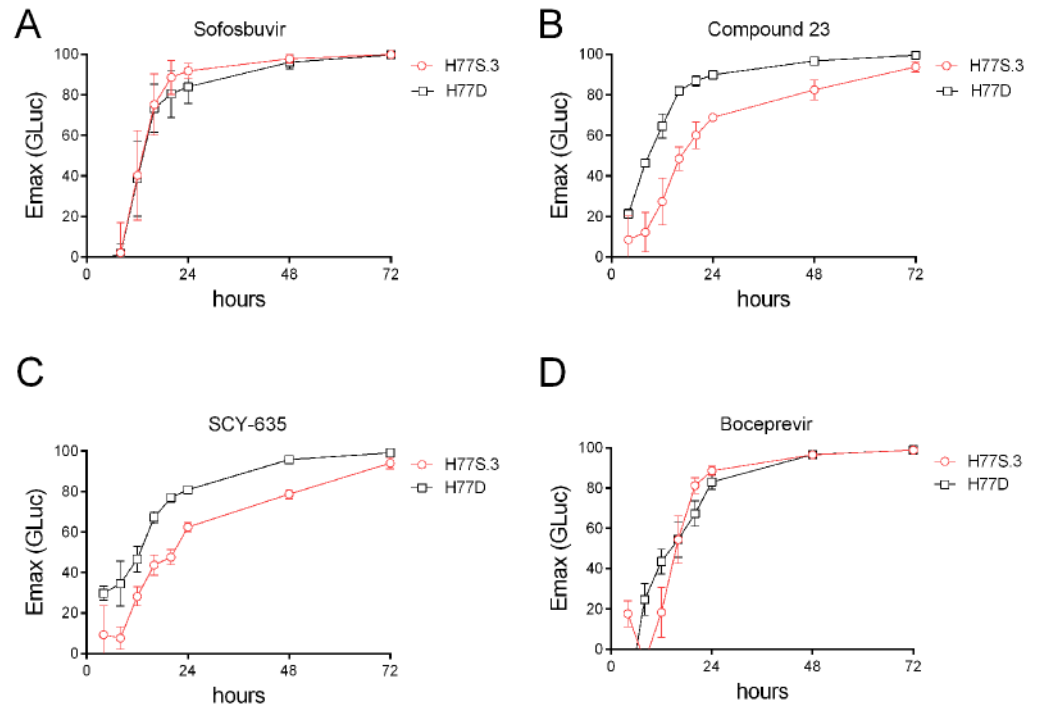 A
Sofosbuvir
Emax (GLuc)
100
80
60
40
20
0
0 24 48 72
hours
H77S.3
H77D
B
Compound 23
Emax (GLuc)
100
80
60
40
20
0
0 24 48 72
hours
H77S.3
H77D
C
SCY-635
Emax (GLuc)
100
80
60
40
20
0
0 24 48 72
hours
H77S.3
H77D
D
Boceprevir
Emax (GLuc)
100
80
60
40
20
0
0 24 48 72
hours
H77S.3
H77D